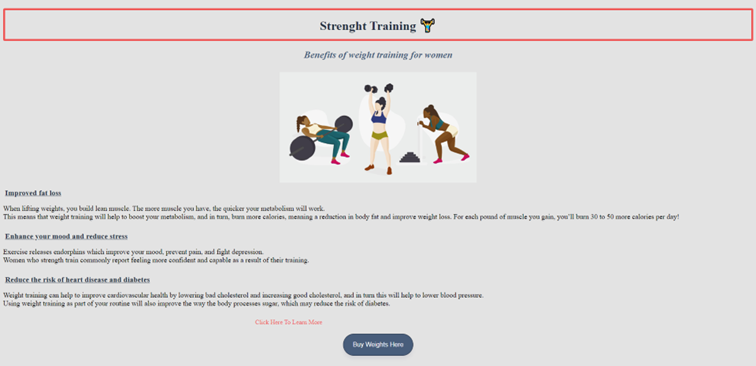 Strenght Training
Benefits of weight training for women
Improved fat loss
When lifting weights, you build lean muscle. The more muscle you have, the quicker your metabolism will work.
This means that weight training will help to boost your metabolism, and in turn, burn more calories, meaning a reduction in body fat and improve weight loss. For each pound of muscle you gain, you'll burn 30 to 50 more calories per day!
Enhance your mood and reduce stress
Exercise releases endorphins which improve your mood, prevent pain, and fight depression.
Women who strength train commonly report feeling more confident and capable as a result of their training.
Reduce the risk of heart disease and diabetes
Weight training can help to improve cardiovascular health by lowering bad cholesterol and increasing good cholesterol, and in turn this will help to lower blood pressure.
Using weight training as part of your routine will also improve the way the body processes sugar, which may reduce the risk of diabetes.
Click Here To Learn More
Buy Weights Here